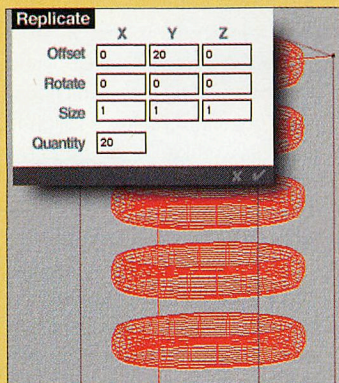 Replicate
X Y Z
Offset 0 20 0
Rotate 0 0 0
Size 1 1 1
Quantity 20